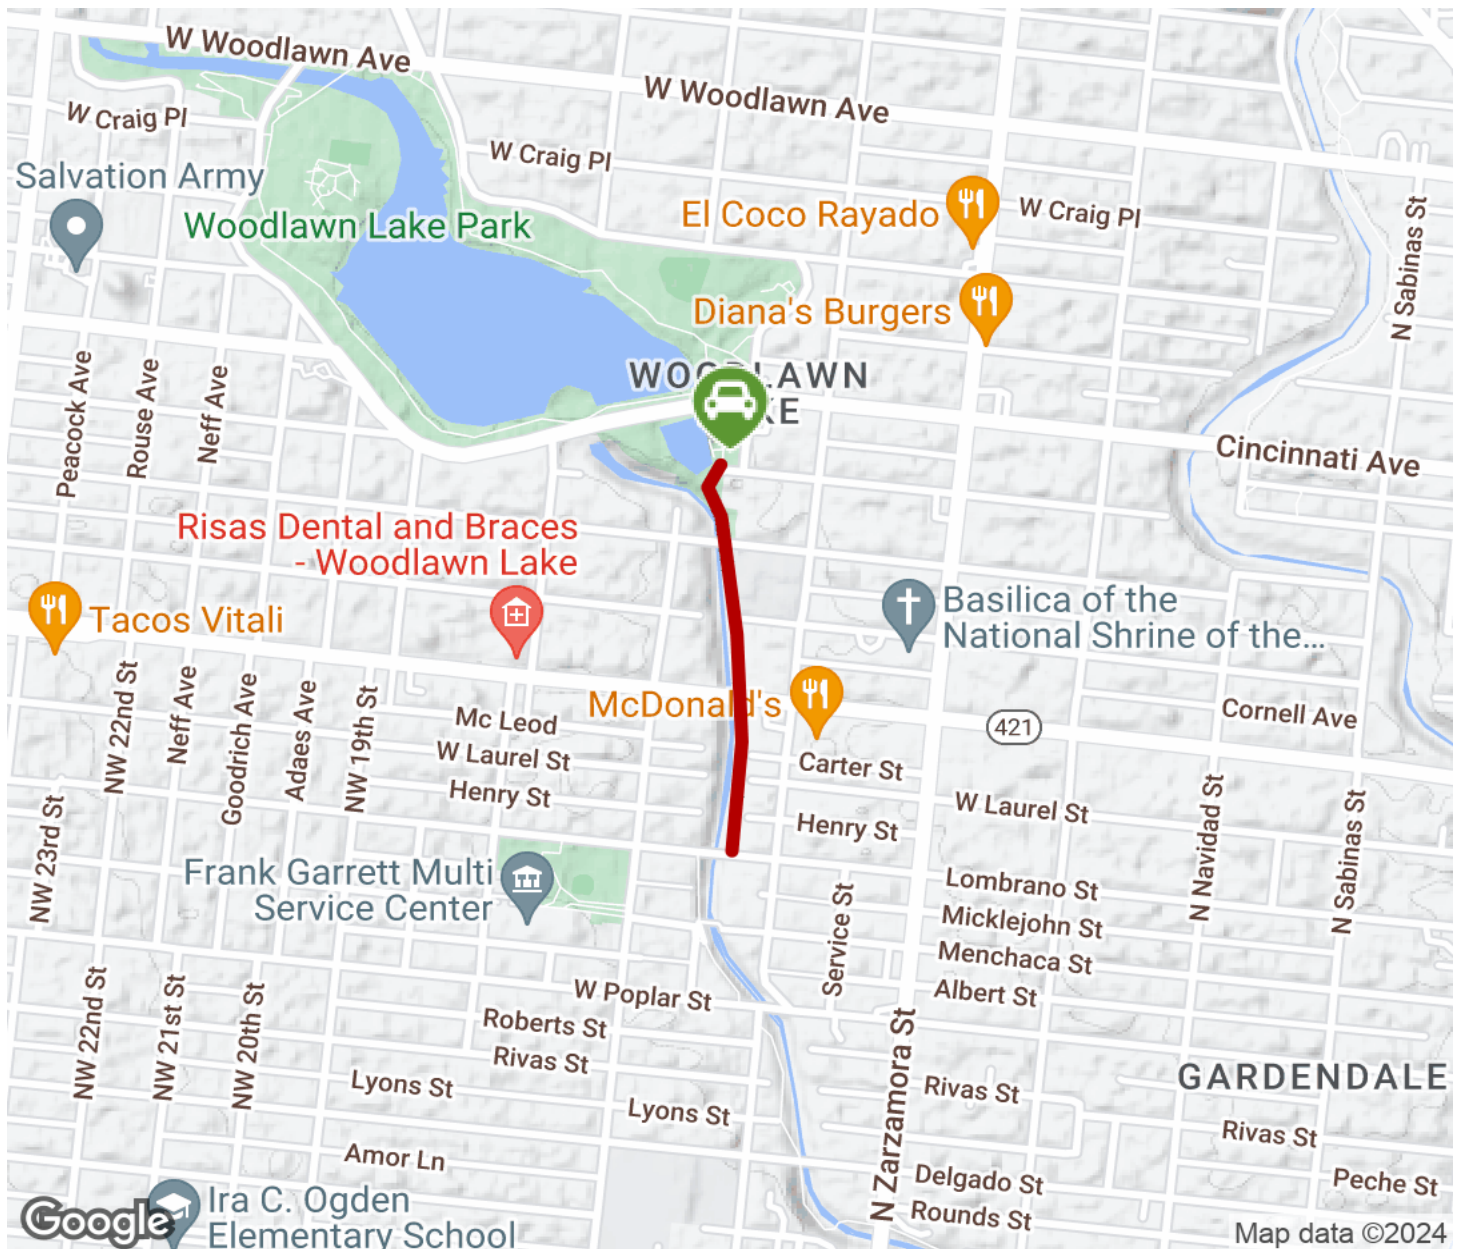 W Woodlawn Ave
W Woodlawn Ave
W Craig Pl
W Craig Pl
Salvation Army
Woodlawn Lake Park
El Coco Rayado
W Craig Pl
N Sabinas St
Diana's Burgers
WOODLAWN
LAKE
Peacock Ave
Rouse Ave
Neff Ave
Cincinnati Ave
Risas Dental and Braces
- Woodlawn Lake
Tacos Vitali
Basilica of the
National Shrine of the...
NW 22nd St
Neff Ave
Goodrich Ave
Adaes Ave
NW 19th St
Mc Leod
W Laurel St
Henry St
McDonald's
421
Cornell Ave
Carter St
W Laurel St
Henry St
N Navidad St
N Sabinas St
NW 23rd St
Frank Garrett Multi
Service Center
Service St
Lombrano St
Micklejohn St
Menchaca St
Albert St
W Poplar St
Roberts St
Rivas St
NW 22nd St
NW 21st St
NW 20th St
Lyons St
Lyons St
N Zarzamora St
Rivas St
GARDENDALE
Rivas St
Amor Ln
Delgado St
Peche St
Rounds St
Ira C. Ogden
Elementary School
Google
Map data ©2024